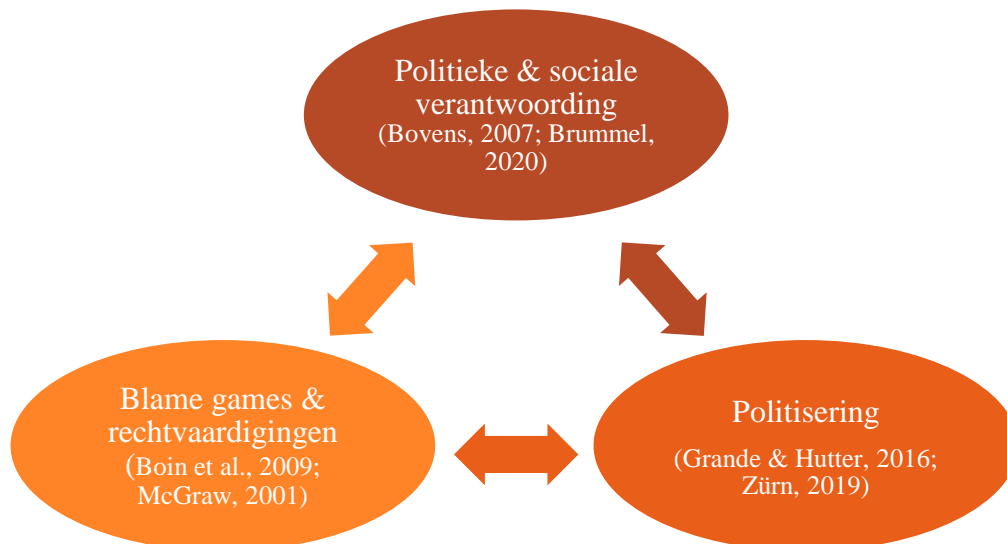 Politieke & sociale
verantwoording
(Bovens, 2007; Brummel,
2020)
Blame games &
rechtvaardigingen
(Boin et al., 2009;
McGraw, 2001)
Politisering
(Grande & Hutter, 2016;
Zürn, 2019)